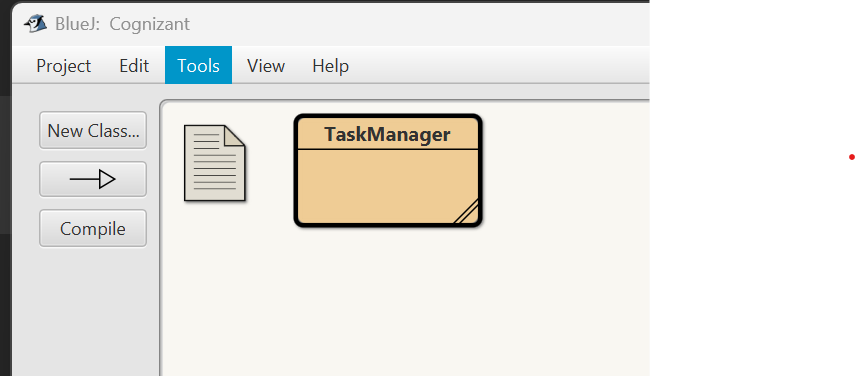 BlueJ:  Cognizant
Project Edit Tools View Help
New Class...
TaskManager
Compile